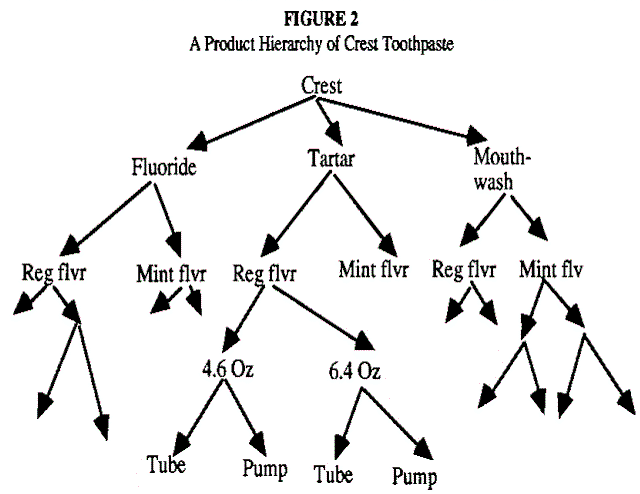 FIGURE 2
A Product Hierarchy of Crest Toothpaste
Crest
Fluoride
Tartar
Mouth-
wash
Reg flvr
Mint flvr
Reg flvr
Mint flvr
Reg flvr
Mint flv
4.6 Oz
6.4 Oz
Tube
Pump
Tube
Pump